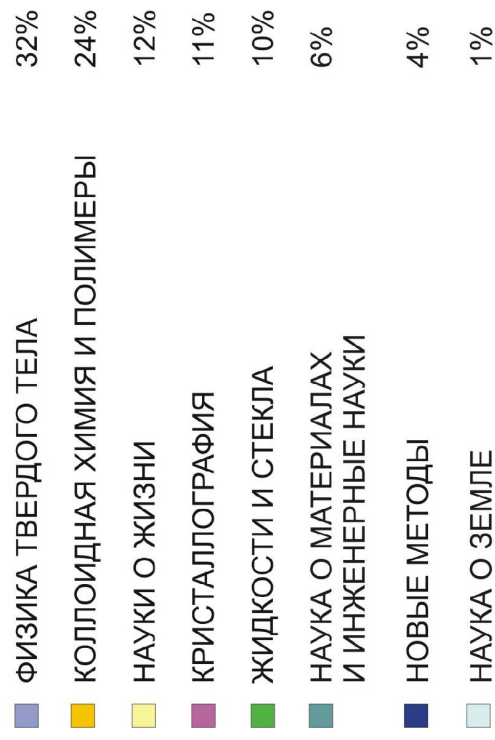 ФИЗИКА ТВЕРДОГО ТЕЛА 32%
КОЛЛОИДНАЯ ХИМИЯ И ПОЛИМЕРЫ 24%
НАУКИ О ЖИЗНИ 12%
КРИСТАЛЛОГРАФИЯ 11%
ЖИДКОСТИ И СТЕКЛА 10%
НАУКА О МАТЕРИАЛАХ 6%
И ИНЖЕНЕРНЫЕ НАУКИ
НОВЫЕ МЕТОДЫ 4%
НАУКА О ЗЕМЛЕ 1%